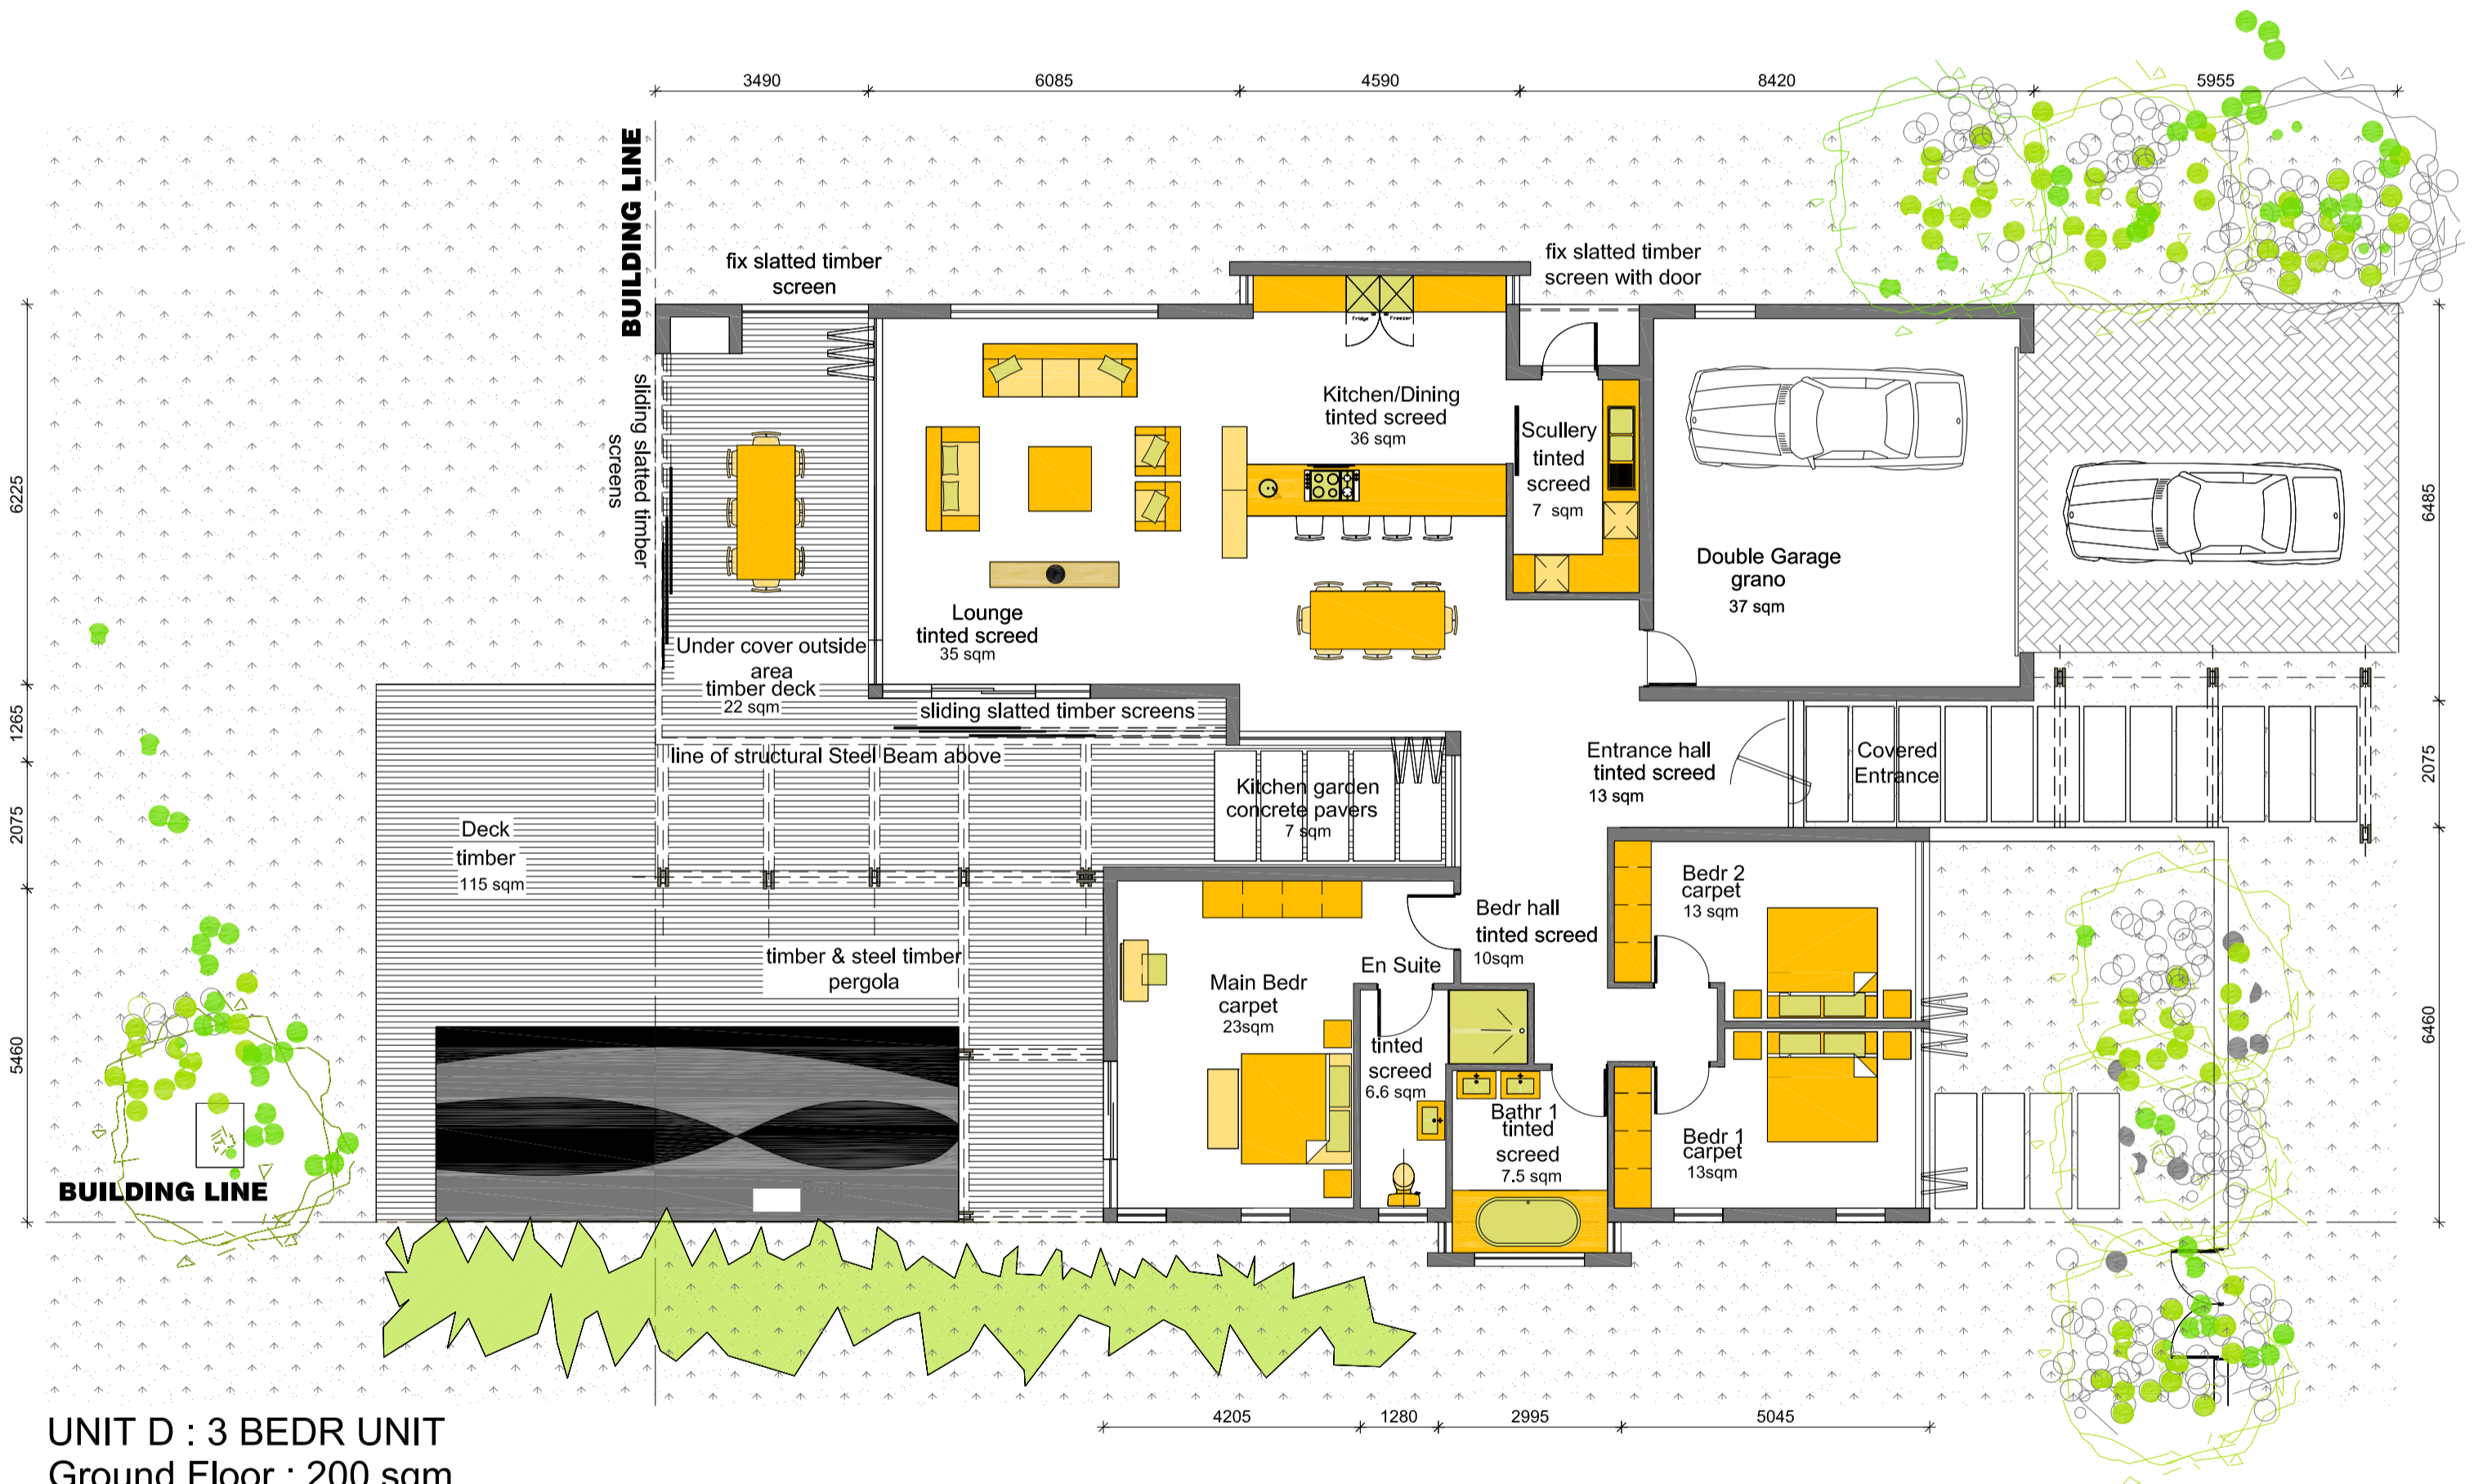 3490
6085
4590
8420
5955
BUILDING LINE
fix slatted timber
screen
fix slatted timber
screen with door
fridge
freezer
sliding slatted timber
screens
Kitchen/Dining
tinted screed
36 sqm
Scullery
tinted
screed
7 sqm
6225
6485
Double Garage
grano
37 sqm
Lounge
tinted screed
35 sqm
Under cover outside
area
timber deck
22 sqm
sliding slatted timber screens
line of structural Steel Beam above
1265
2075
5460
Kitchen garden
concrete pavers
7 sqm
Entrance hall
tinted screed
13 sqm
Covered
Entrance
2075
Deck
timber
115 sqm
timber & steel timber
pergola
Main Bedr
carpet
23sqm
En Suite
tinted
screed
6.6 sqm
Bedr hall
tinted screed
10sqm
Bedr 2
carpet
13 sqm
6460
Bathr 1
tinted
screed
7.5 sqm
Bedr 1
carpet
13sqm
BUILDING LINE
4205
1280
2995
5045
UNIT D : 3 BEDR UNIT
Ground Floor : 200 sqm